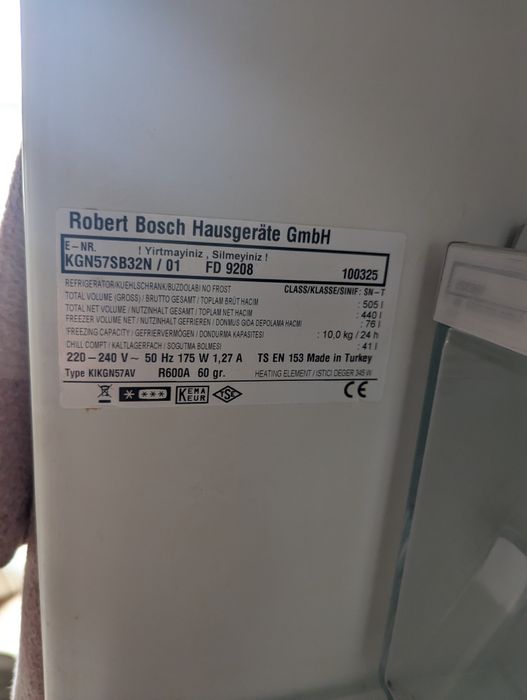 Robert Bosch Hausgeräte GmbH
E-NR. ! Yirtmayiniz , Silmeyiniz !
KGN57SB32N / 01 FD 9208 100325
REFRIGERATOR/KUEHLSCHRANK/BUZDOLABI NO FROST CLASS/KLASSE/SINIF: SN-T
TOTAL VOLUME (GROSS) / BRUTTO GESAMT / TOPLAM BRÜT HACIM : 505 l
TOTAL NET VOLUME / NUTZINHALT GESAMT / TOPLAM NET HACIM : 440 l
FREEZER VOLUME NET / NUTZINHALT GEFRIEREN / DONMUS GIDA DEPOLAMA HACMI : 76 l
*FREEZING CAPACITY / GEFRIERVERMÖGEN / DONDURMA KAPASITESI : 10,0 kg / 24 h
CHILL COMPT / KALTLAGERFACH / SOGUTMA BOLMESI : 41 l
220-240 V ~ 50 Hz 175 W 1,27 A TS EN 153 Made in Turkey
Type KIKGN57AV R600A 60 gr. HEATING ELEMENT / ISTICI DEGER 345 W
KEMA
EUR
TSE
CE